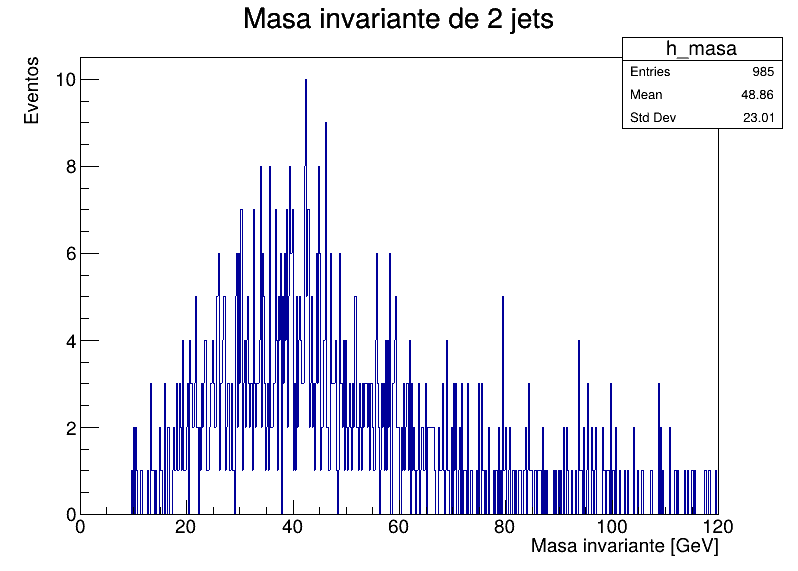 Masa invariante de 2 jets
h_masa
Entries 985
Mean 48.86
Std Dev 23.01
Eventos
10
8
6
4
2
0
0 20 40 60 80 100 120
Masa invariante [GeV]